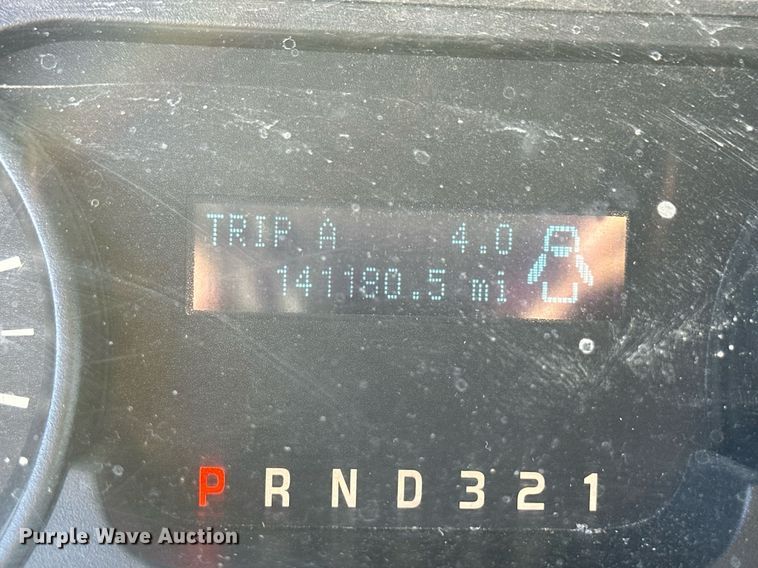 TRIP A 4.0
141180.5 mi
P R N D 3 2 1
Purple Wave Auction